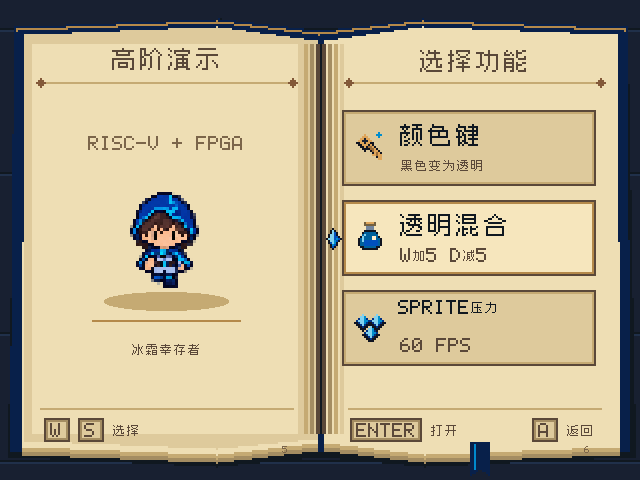 高阶演示
RISC-V + FPGA
冰霜幸存者
W S 选择
5
选择功能
颜色键
黑色变为透明
透明混合
W加5 D减5
SPRITE压力
60 FPS
ENTER 打开
A 返回
6